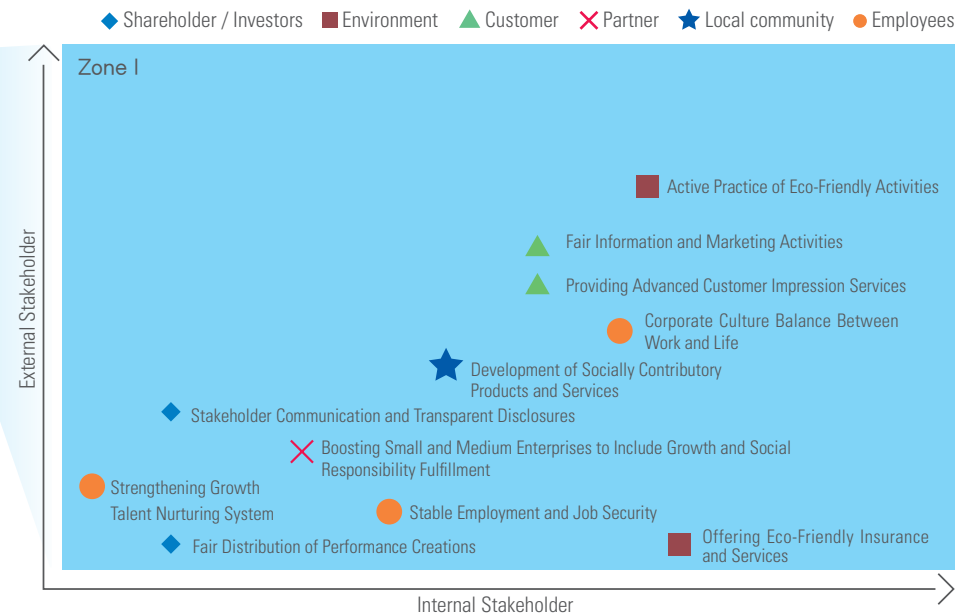 Shareholder / Investors Environment Customer Partner Local community Employees
Zone I
External Stakeholder
Active Practice of Eco-Friendly Activities
Fair Information and Marketing Activities
Providing Advanced Customer Impression Services
Corporate Culture Balance Between
Work and Life
Development of Socially Contributory
Products and Services
Stakeholder Communication and Transparent Disclosures
Boosting Small and Medium Enterprises to Include Growth and Social
Responsibility Fulfillment
Strengthening Growth
Talent Nurturing System
Stable Employment and Job Security
Fair Distribution of Performance Creations
Offering Eco-Friendly Insurance
and Services
Internal Stakeholder